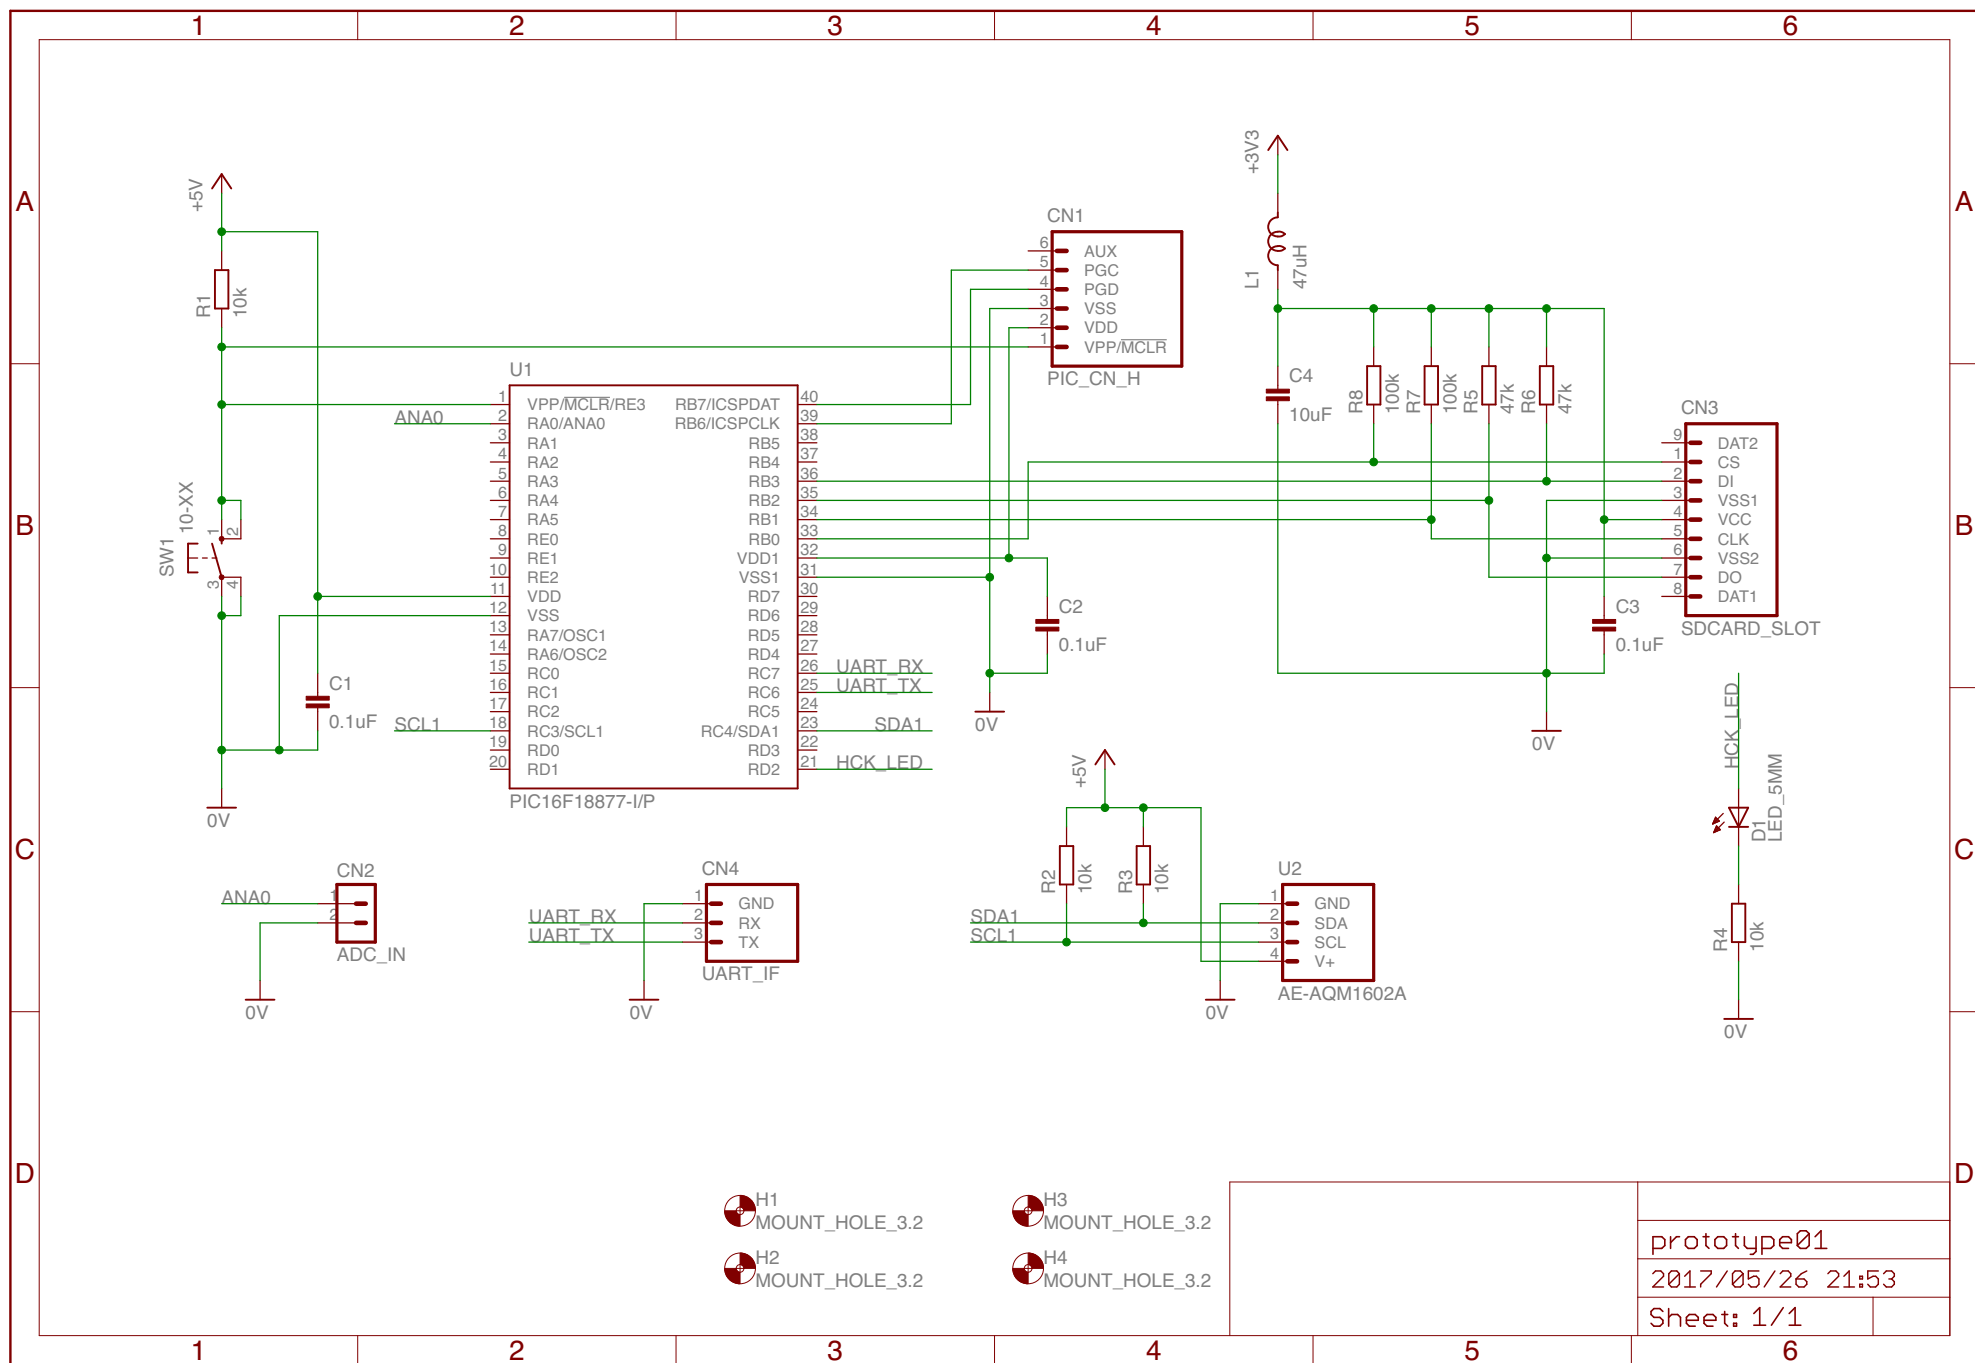 1 2 3 4 5 6
A A
B B
C C
D D
+5V
R1
10k
10-XX
SW1
1
2
3
4
C1
0.1uF
0V
ANA0
SCL1
U1
1 VPP/MCLR/RE3
2 RA0/ANA0
3 RA1
4 RA2
5 RA3
6 RA4
7 RA5
8 RE0
9 RE1
10 RE2
11 VDD
12 VSS
13 RA7/OSC1
14 RA6/OSC2
15 RC0
16 RC1
17 RC2
18 RC3/SCL1
19 RD0
20 RD1
RB7/ICSPDAT 40
RB6/ICSPCLK 39
RB5 38
RB4 37
RB3 36
RB2 35
RB1 34
RB0 33
VDD1 32
VSS1 31
RD7 30
RD6 29
RD5 28
RD4 27
RC7 26 UART_RX
RC6 25 UART_TX
RC5 24
RC4/SDA1 23 SDA1
RD3 22
RD2 21 HCK_LED
PIC16F18877-I/P
CN1
6 AUX
5 PGC
4 PGD
3 VSS
2 VDD
1 VPP/MCLR
PIC_CN_H
C2
0.1uF
0V
+3V3
L1
47uH
C4
10uF
R8
100k
R7
100k
R5
47k
R6
47k
CN3
9 DAT2
1 CS
2 DI
3 VSS1
4 VCC
5 CLK
6 VSS2
7 DO
8 DAT1
SDCARD_SLOT
C3
0.1uF
0V
HCK_LED
D1
LED_5MM
R4
10k
0V
CN2
ANA0 1
2
ADC_IN
0V
CN4
1 GND
UART_RX 2 RX
UART_TX 3 TX
UART_IF
0V
+5V
R2
10k
R3
10k
U2
1 GND
SDA1 2 SDA
SCL1 3 SCL
4 V+
AE-AQM1602A
0V
H1
MOUNT_HOLE_3.2
H2
MOUNT_HOLE_3.2
H3
MOUNT_HOLE_3.2
H4
MOUNT_HOLE_3.2
prototype01
2017/05/26 21:53
Sheet: 1/1
1 2 3 4 5 6